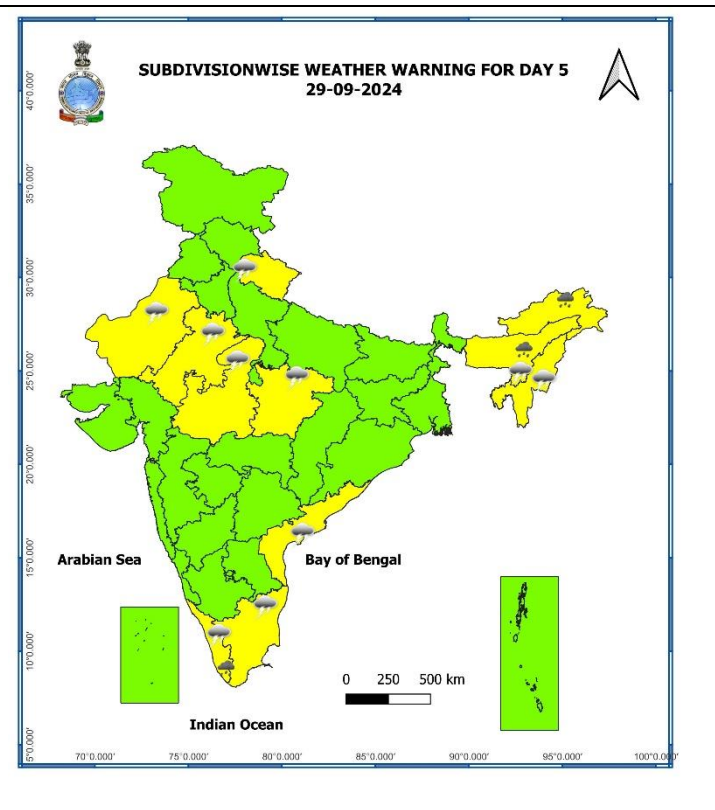 SUBDIVISIONWISE WEATHER WARNING FOR DAY 5
29-09-2024
40°0.000'
35°0.000'
30°0.000'
25°0.000'
20°0.000'
15°0.000'
10°0.000'
5°0.000'
Arabian Sea
Bay of Bengal
0 250 500 km
Indian Ocean
70°0.000' 75°0.000' 80°0.000' 85°0.000' 90°0.000' 95°0.000' 100°0.000'